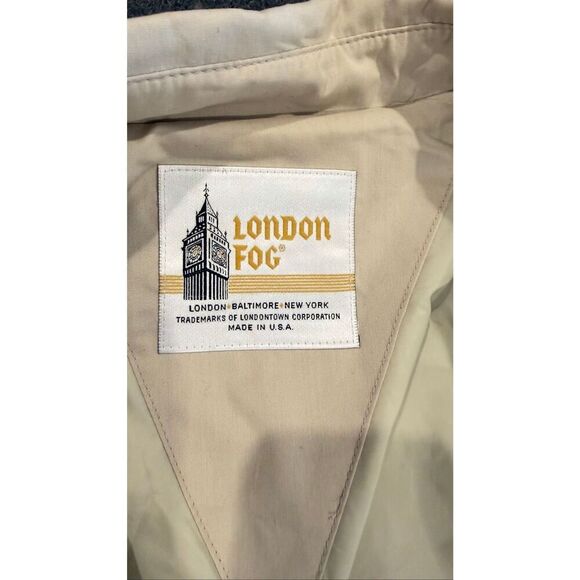 LONDON
FOG®
LONDON • BALTIMORE • NEW YORK
TRADEMARKS OF LONDONTOWN CORPORATION
MADE IN U.S.A.